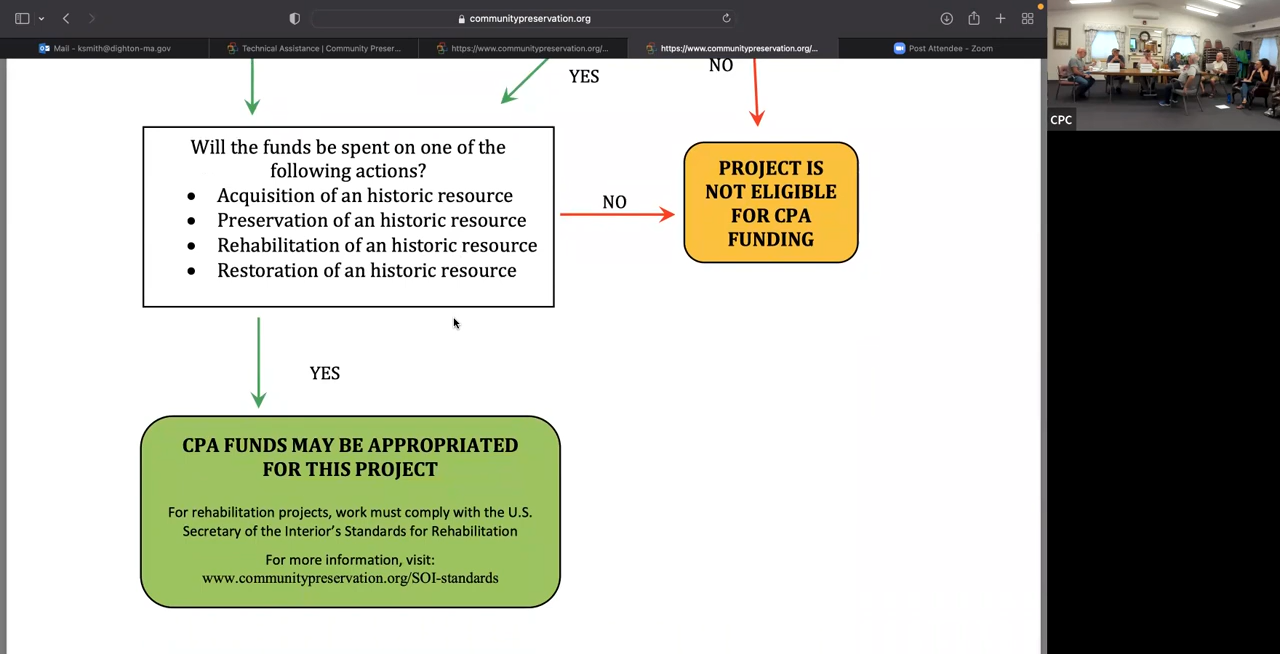 communitypreservation.org
Mail - ksmith@dighton-ma.gov
Technical Assistance | Community Preser...
https://www.communitypreservation.org/...
https://www.communitypreservation.org/...
Post Attendee - Zoom
CPC
YES
NO
Will the funds be spent on one of the
following actions?
• Acquisition of an historic resource
• Preservation of an historic resource
• Rehabilitation of an historic resource
• Restoration of an historic resource
NO
PROJECT IS
NOT ELIGIBLE
FOR CPA
FUNDING
YES
CPA FUNDS MAY BE APPROPRIATED
FOR THIS PROJECT
For rehabilitation projects, work must comply with the U.S.
Secretary of the Interior's Standards for Rehabilitation
For more information, visit:
www.communitypreservation.org/SOI-standards